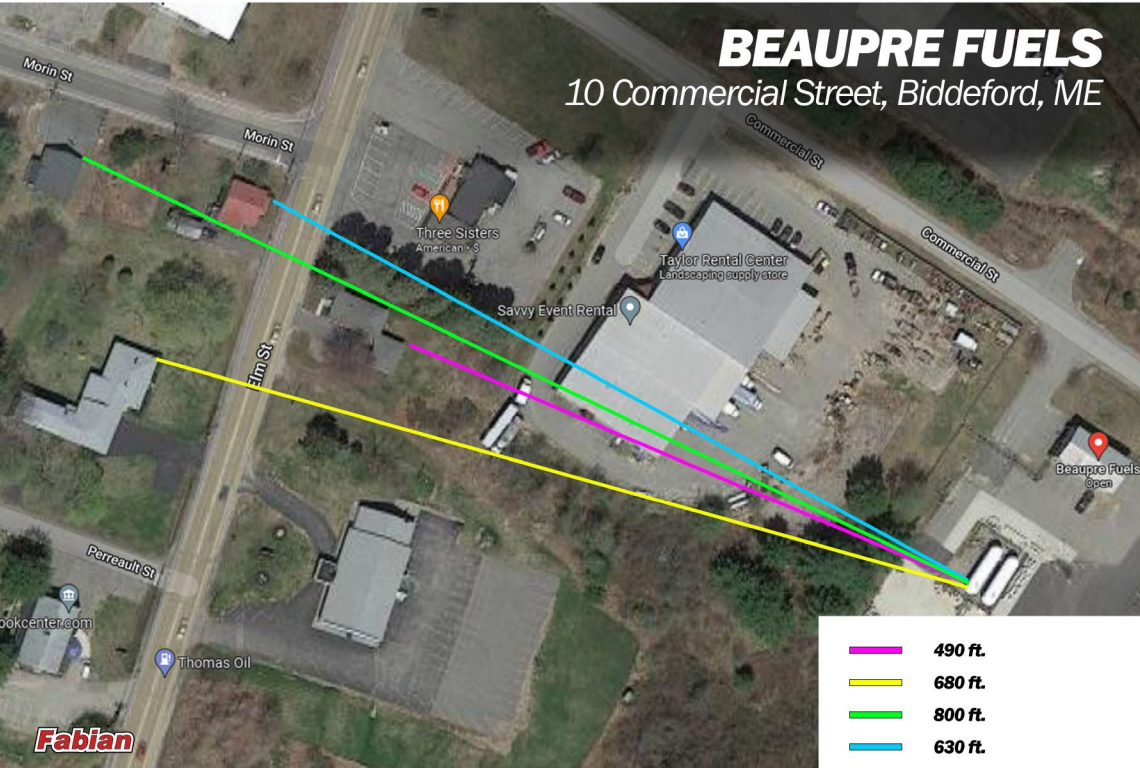 BEAUPRE FUELS
10 Commercial Street, Biddeford, ME
Morin St
Morin St
Commercial St
Three Sisters
American • $
Taylor Rental Center
Landscaping supply store
Commercial St
Savvy Event Rental
Elm St
Beaupre Fuels
Open
Perreault St
ookcenter.com
Thomas Oil
490 ft.
680 ft.
800 ft.
630 ft.
Fabian